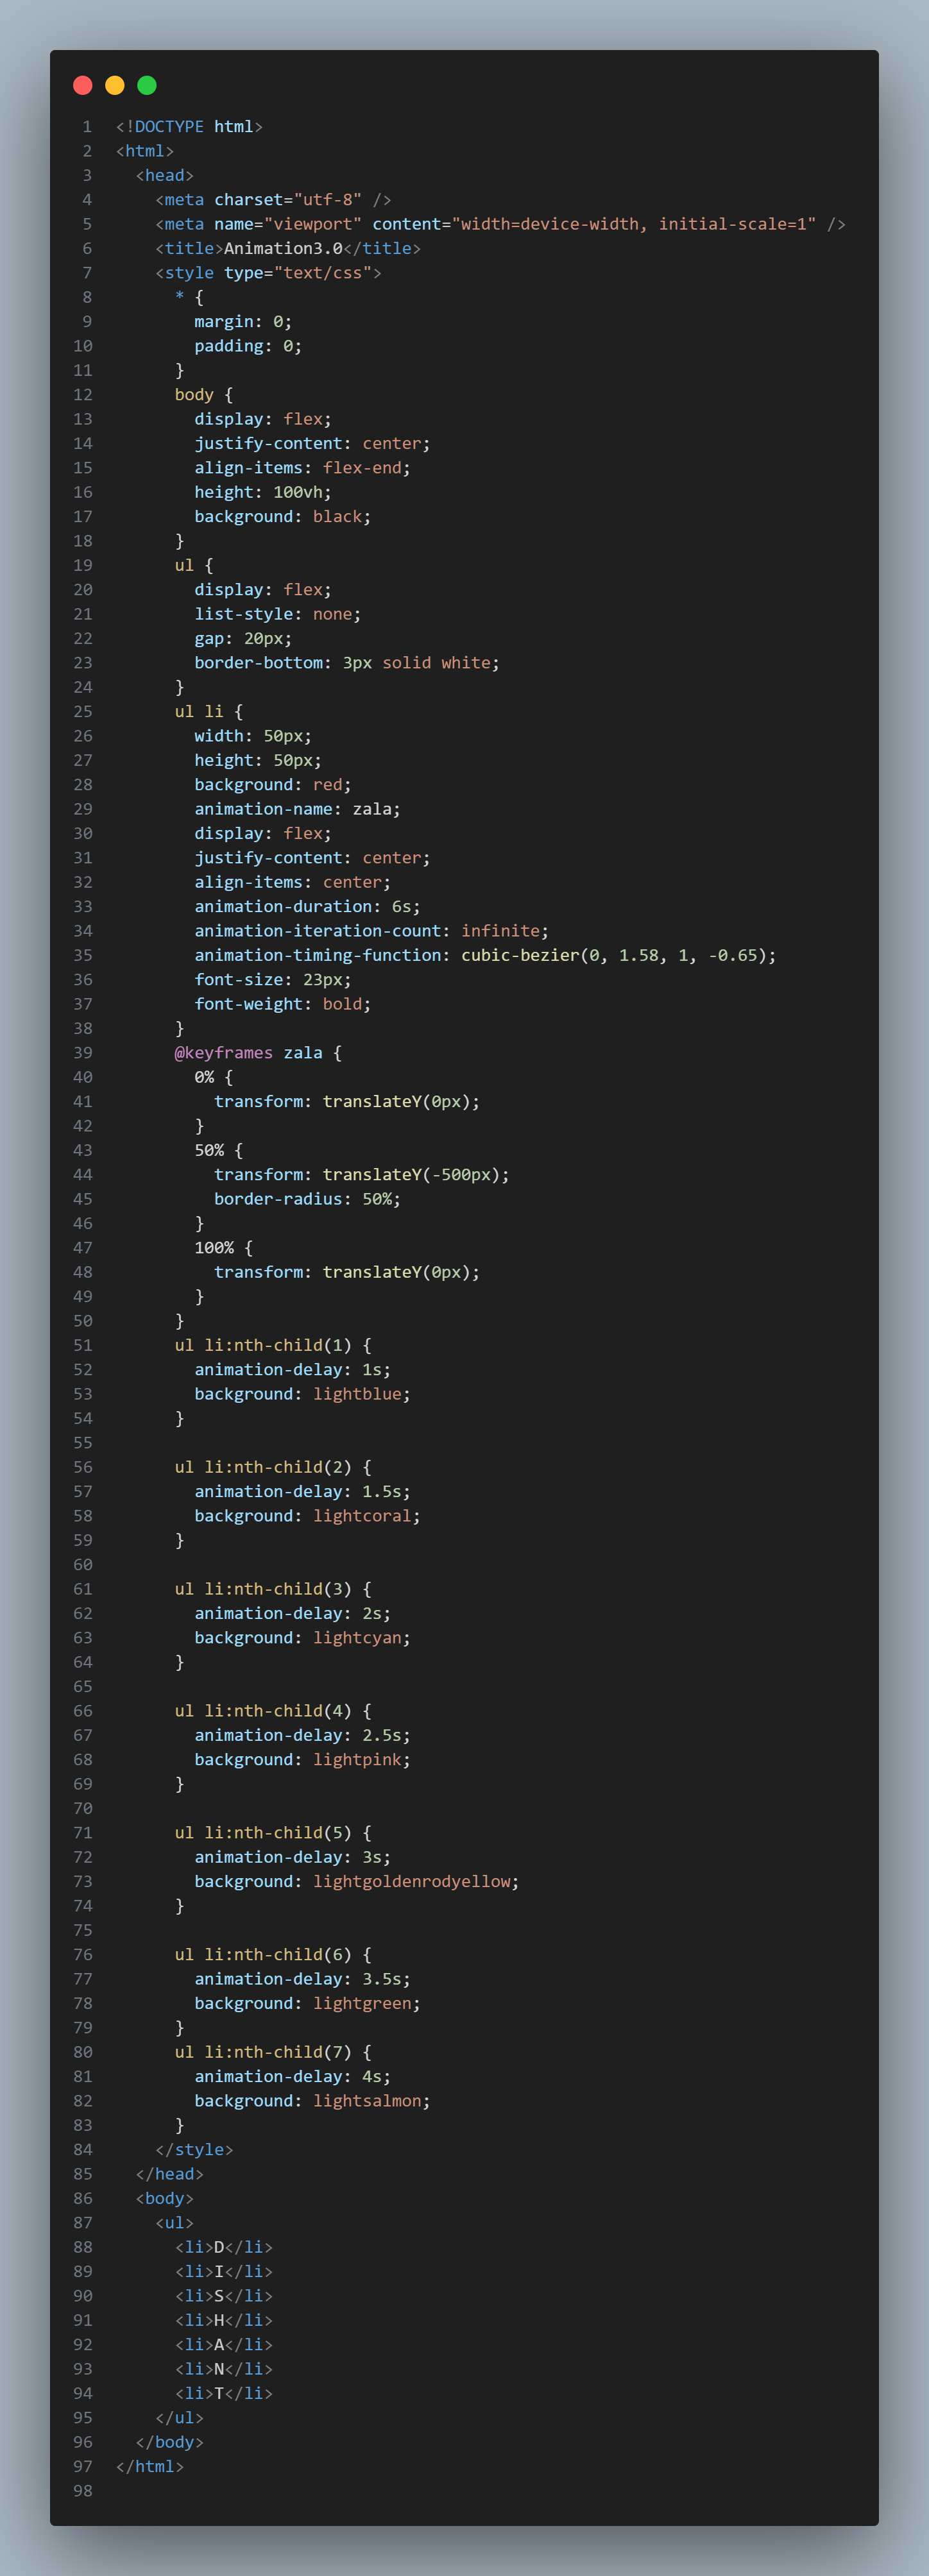 1 <!DOCTYPE html>
2 <html>
3   <head>
4     <meta charset="utf-8" />
5     <meta name="viewport" content="width=device-width, initial-scale=1" />
6     <title>Animation3.0</title>
7     <style type="text/css">
8       * {
9         margin: 0;
10         padding: 0;
11       }
12       body {
13         display: flex;
14         justify-content: center;
15         align-items: flex-end;
16         height: 100vh;
17         background: black;
18       }
19       ul {
20         display: flex;
21         list-style: none;
22         gap: 20px;
23         border-bottom: 3px solid white;
24       }
25       ul li {
26         width: 50px;
27         height: 50px;
28         background: red;
29         animation-name: zala;
30         display: flex;
31         justify-content: center;
32         align-items: center;
33         animation-duration: 6s;
34         animation-iteration-count: infinite;
35         animation-timing-function: cubic-bezier(0, 1.58, 1, -0.65);
36         font-size: 23px;
37         font-weight: bold;
38       }
39       @keyframes zala {
40         0% {
41           transform: translateY(0px);
42         }
43         50% {
44           transform: translateY(-500px);
45           border-radius: 50%;
46         }
47         100% {
48           transform: translateY(0px);
49         }
50       }
51       ul li:nth-child(1) {
52         animation-delay: 1s;
53         background: lightblue;
54       }
55
56       ul li:nth-child(2) {
57         animation-delay: 1.5s;
58         background: lightcoral;
59       }
60
61       ul li:nth-child(3) {
62         animation-delay: 2s;
63         background: lightcyan;
64       }
65
66       ul li:nth-child(4) {
67         animation-delay: 2.5s;
68         background: lightpink;
69       }
70
71       ul li:nth-child(5) {
72         animation-delay: 3s;
73         background: lightgoldenrodyellow;
74       }
75
76       ul li:nth-child(6) {
77         animation-delay: 3.5s;
78         background: lightgreen;
79       }
80       ul li:nth-child(7) {
81         animation-delay: 4s;
82         background: lightsalmon;
83       }
84     </style>
85   </head>
86   <body>
87     <ul>
88       <li>D</li>
89       <li>I</li>
90       <li>S</li>
91       <li>H</li>
92       <li>A</li>
93       <li>N</li>
94       <li>T</li>
95     </ul>
96   </body>
97 </html>
98